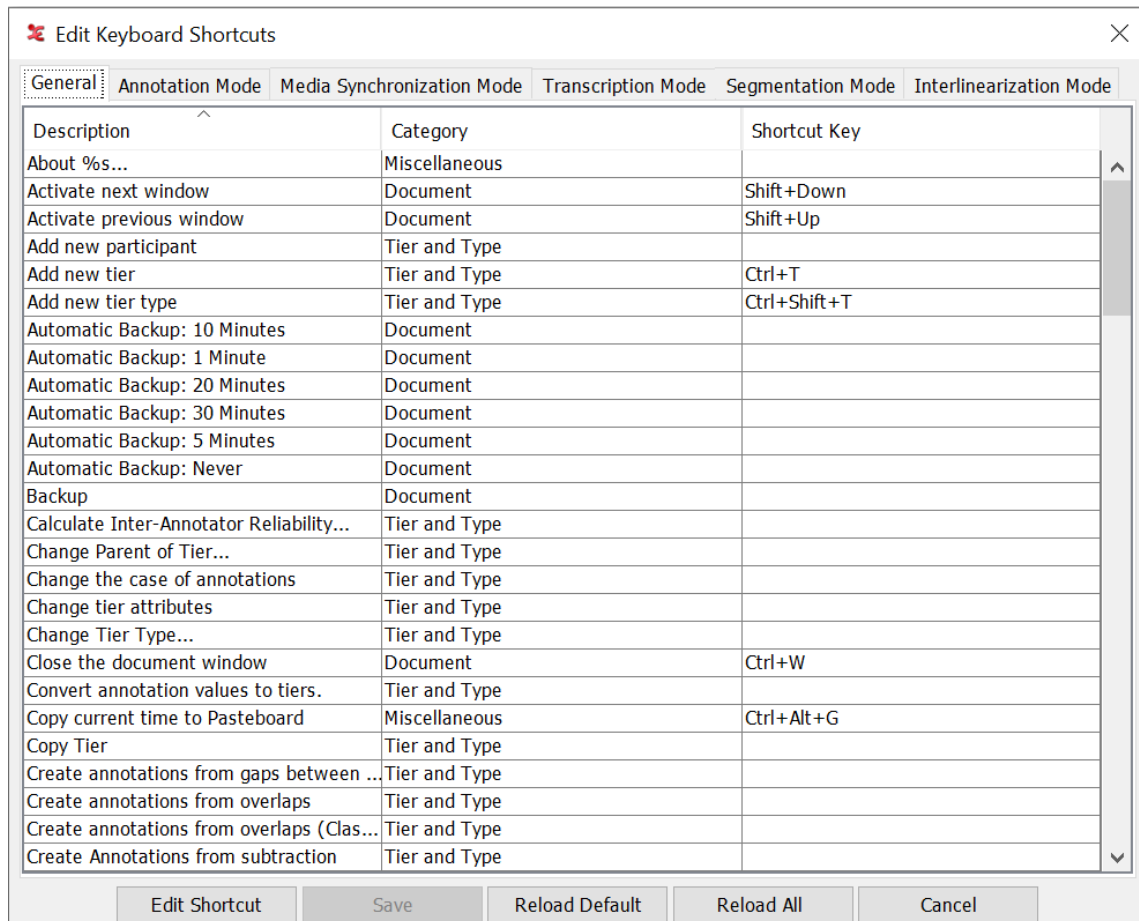 Edit Keyboard Shortcuts
General Annotation Mode Media Synchronization Mode Transcription Mode Segmentation Mode Interlinearization Mode
Description Category Shortcut Key
About %s... Miscellaneous
Activate next window Document Shift+Down
Activate previous window Document Shift+Up
Add new participant Tier and Type
Add new tier Tier and Type Ctrl+T
Add new tier type Tier and Type Ctrl+Shift+T
Automatic Backup: 10 Minutes Document
Automatic Backup: 1 Minute Document
Automatic Backup: 20 Minutes Document
Automatic Backup: 30 Minutes Document
Automatic Backup: 5 Minutes Document
Automatic Backup: Never Document
Backup Document
Calculate Inter-Annotator Reliability... Tier and Type
Change Parent of Tier... Tier and Type
Change the case of annotations Tier and Type
Change tier attributes Tier and Type
Change Tier Type... Tier and Type
Close the document window Document Ctrl+W
Convert annotation values to tiers. Tier and Type
Copy current time to Pasteboard Miscellaneous Ctrl+Alt+G
Copy Tier Tier and Type
Create annotations from gaps between ... Tier and Type
Create annotations from overlaps Tier and Type
Create annotations from overlaps (Clas... Tier and Type
Create Annotations from subtraction Tier and Type
Edit Shortcut Save Reload Default Reload All Cancel